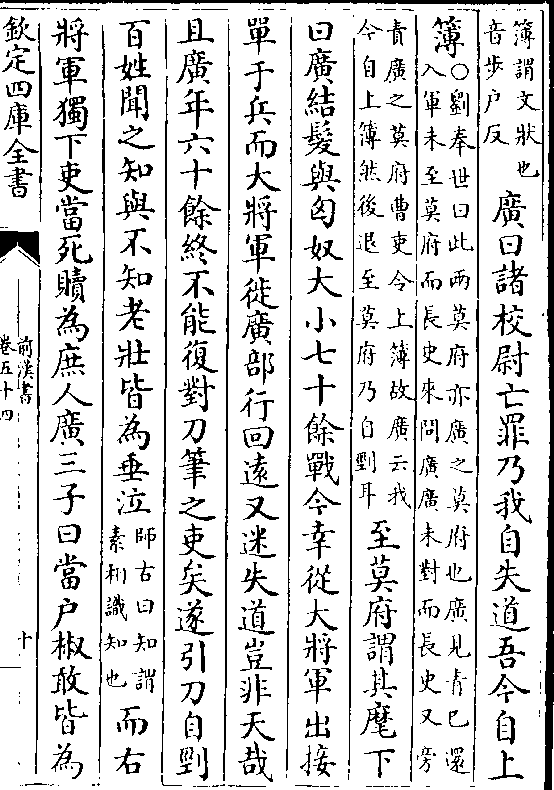 簿謂文狀也
音步户反
廣曰諸校尉亡罪乃我自失道吾今自上
簿
○劉奉世曰此兩莫府亦廣之莫府也廣見青已還
入軍未至莫府而長史來問廣廣未對而長史又旁
責廣之莫府曹吏令上簿故廣云我
今自上簿然後退至莫府乃自剄耳
至莫府謂其麾下
曰廣結髮與匈奴大小七十餘戰今幸從大將軍出接
單于兵而大將軍徙廣部行回逺又迷失道豈非天哉
且廣年六十餘終不能復對刀筆之吏矣遂引刀自剄
百姓聞之知與不知老壯皆為垂泣
師古曰知謂
素相識知也
而右
將軍獨下吏當死贖為庶人廣三子曰當户椒敢皆為
欽定四庫全書
前漢書
卷五十四
十